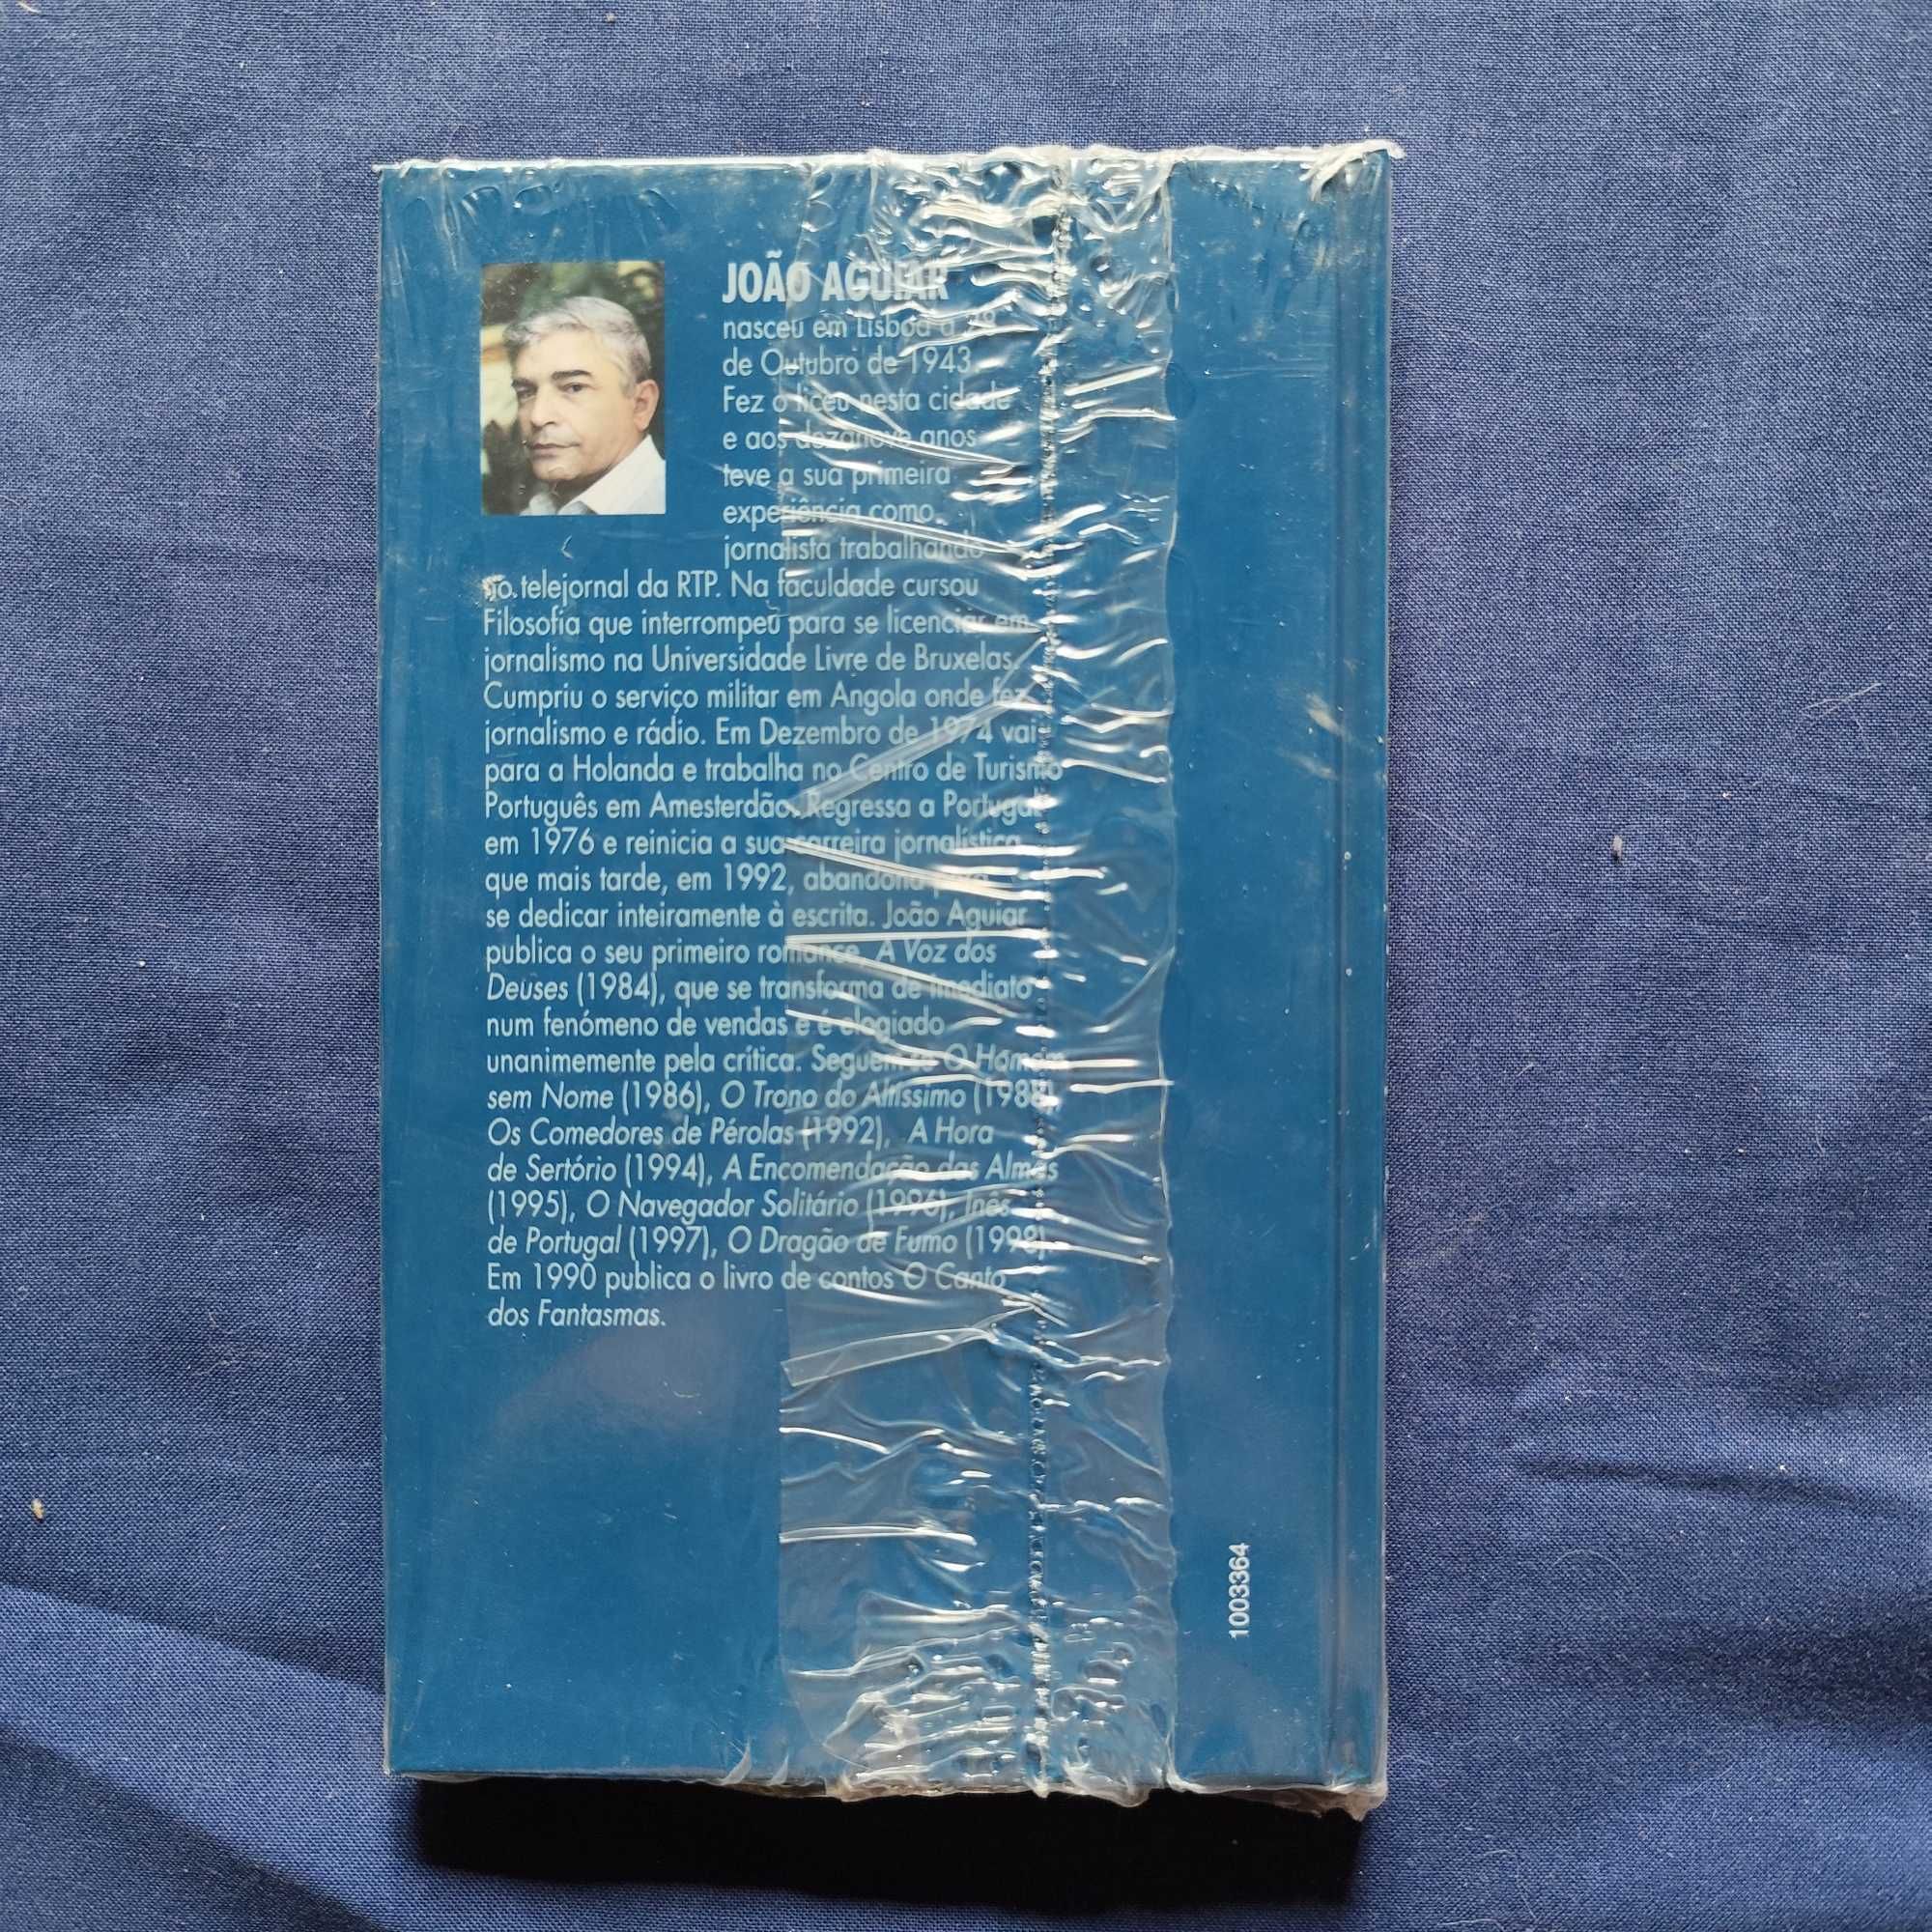 JOÃO AGUIAR
nasceu em Lisboa a 28
de Outubro de 1943.
Fez o liceu nesta cidade
e aos dezanove anos
teve a sua primeira
experiência como
jornalista trabalhando
no telejornal da RTP. Na faculdade cursou
Filosofia que interrompeu para se licenciar em
jornalismo na Universidade Livre de Bruxelas.
Cumpriu o serviço militar em Angola onde fez
jornalismo e rádio. Em Dezembro de 1974 vai
para a Holanda e trabalha no Centro de Turismo
Português em Amesterdão. Regressa a Portugal
em 1976 e reinicia a sua carreira jornalística
que mais tarde, em 1992, abandona para
se dedicar inteiramente à escrita. João Aguiar
publica o seu primeiro romance, A Voz dos
Deuses (1984), que se transforma de imediato
num fenómeno de vendas e é elogiado
unanimemente pela crítica. Seguem-se O Homem
sem Nome (1986), O Trono do Altíssimo (1988),
Os Comedores de Pérolas (1992), A Hora
de Sertório (1994), A Encomendação das Almas
(1995), O Navegador Solitário (1996), Inês
de Portugal (1997), O Dragão de Fumo (1998).
Em 1990 publica o livro de contos O Canto
dos Fantasmas.
1003364